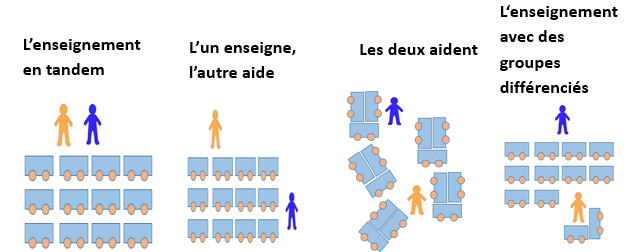 L’enseignement
en tandem
L’un enseigne,
l’autre aide
Les deux aident
L‘enseignement
avec des
groupes
différenciés